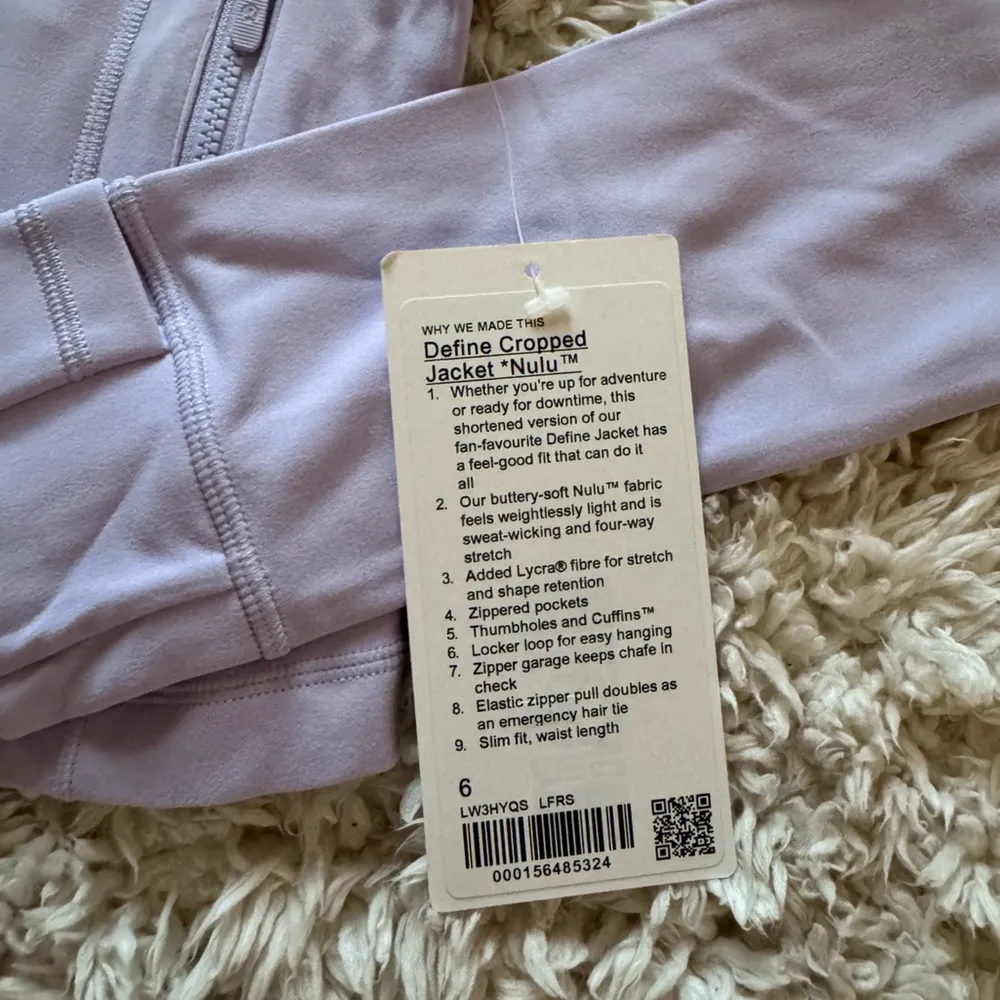 WHY WE MADE THIS
Define Cropped
Jacket *Nulu™
1. Whether you're up for adventure
or ready for downtime, this
shortened version of our
fan-favourite Define Jacket has
a feel-good fit that can do it
all
2. Our buttery-soft Nulu™ fabric
feels weightlessly light and is
sweat-wicking and four-way
stretch
3. Added Lycra® fibre for stretch
and shape retention
4. Zippered pockets
5. Thumbholes and Cuffins™
6. Locker loop for easy hanging
7. Zipper garage keeps chafe in
check
8. Elastic zipper pull doubles as
an emergency hair tie
9. Slim fit, waist length
6
LW3HYQS LFRS
000156485324